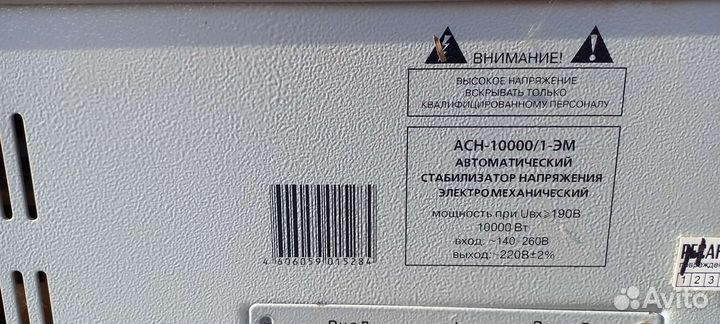 ВНИМАНИЕ!
ВЫСОКОЕ НАПРЯЖЕНИЕ
ВСКРЫВАТЬ ТОЛЬКО
КВАЛИФИЦИРОВАННОМУ ПЕРСОНАЛУ
АСН-10000/1-ЭМ
АВТОМАТИЧЕСКИЙ
СТАБИЛИЗАТОР НАПРЯЖЕНИЯ
ЭЛЕКТРОМЕХАНИЧЕСКИЙ
мощность при Uвх≥190В
10000 Вт
вход: ~140 260В
выход: ~220В±2%
4 606059 015284
1 2 3
Avito